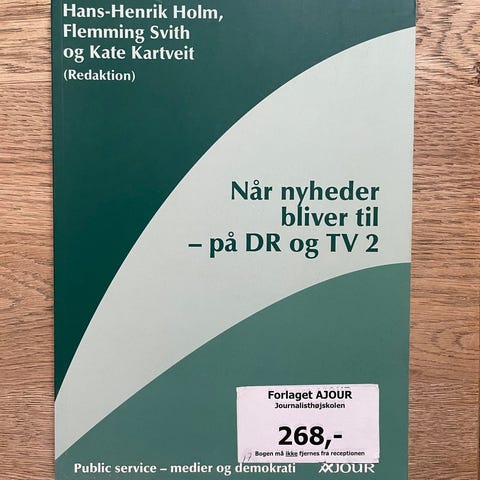 Hans-Henrik Holm,
Flemming Svith
og Kate Kartveit
(Redaktion)
Når nyheder
bliver til
– på DR og TV 2
Forlaget AJOUR
Journalisthøjskolen
268,-
Bogen må ikke fjernes fra receptionen
17
Public service – medier og demokrati
AJOUR